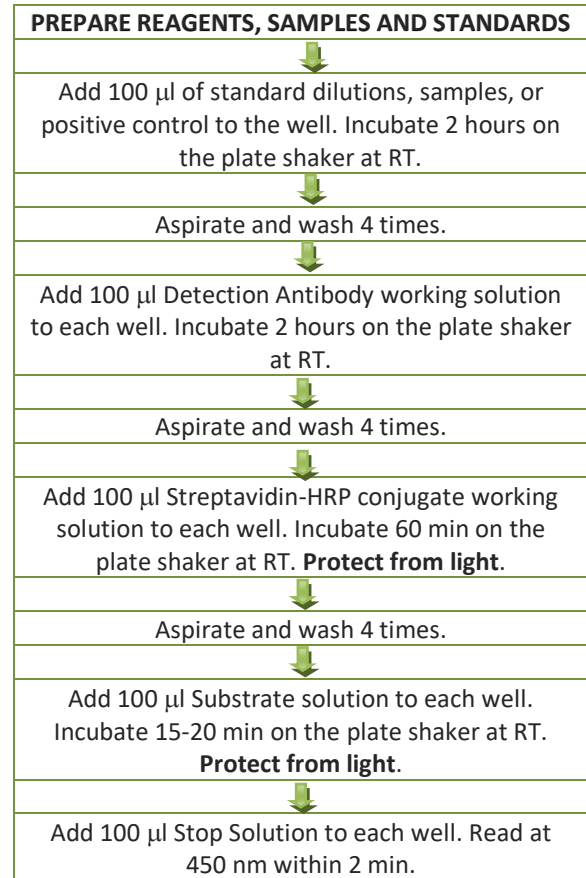 PREPARE REAGENTS, SAMPLES AND STANDARDS
Add 100 μl of standard dilutions, samples, or
positive control to the well. Incubate 2 hours on
the plate shaker at RT.
Aspirate and wash 4 times.
Add 100 μl Detection Antibody working solution
to each well. Incubate 2 hours on the plate shaker
at RT.
Aspirate and wash 4 times.
Add 100 μl Streptavidin-HRP conjugate working
solution to each well. Incubate 60 min on the
plate shaker at RT. Protect from light.
Aspirate and wash 4 times.
Add 100 μl Substrate solution to each well.
Incubate 15-20 min on the plate shaker at RT.
Protect from light.
Add 100 μl Stop Solution to each well. Read at
450 nm within 2 min.